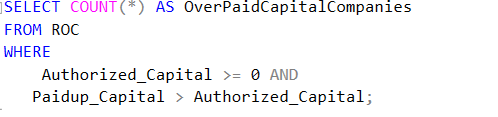 SELECT COUNT(*) AS OverPaidCapitalCompanies
FROM ROC
WHERE
Authorized_Capital >= 0 AND
Paidup_Capital > Authorized_Capital;